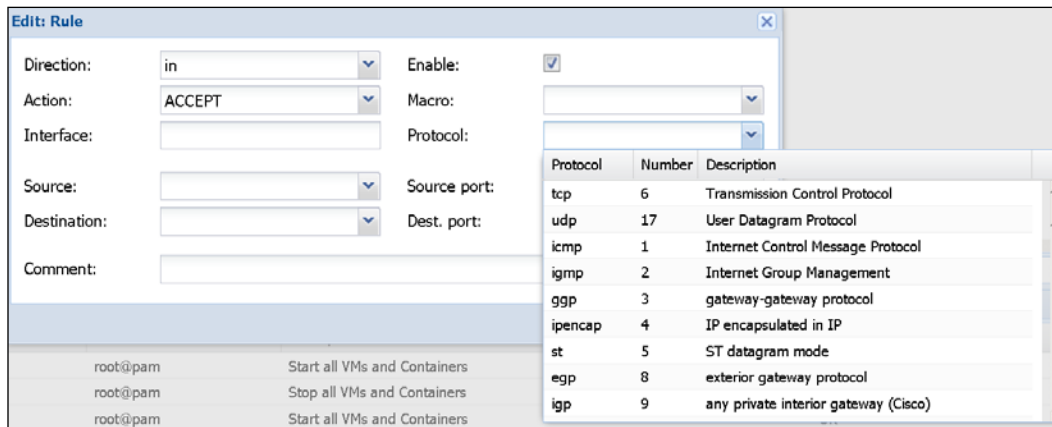 Edit: Rule
Direction: in Enable:
Action: ACCEPT Macro:
Interface: Protocol:
Source: Source port:
Destination: Dest. port:
Comment:
Protocol Number Description
tcp 6 Transmission Control Protocol
udp 17 User Datagram Protocol
icmp 1 Internet Control Message Protocol
igmp 2 Internet Group Management
ggp 3 gateway-gateway protocol
ipencap 4 IP encapsulated in IP
st 5 ST datagram mode
egp 8 exterior gateway protocol
igp 9 any private interior gateway (Cisco)
root@pam Start all VMs and Containers
root@pam Stop all VMs and Containers
root@pam Start all VMs and Containers